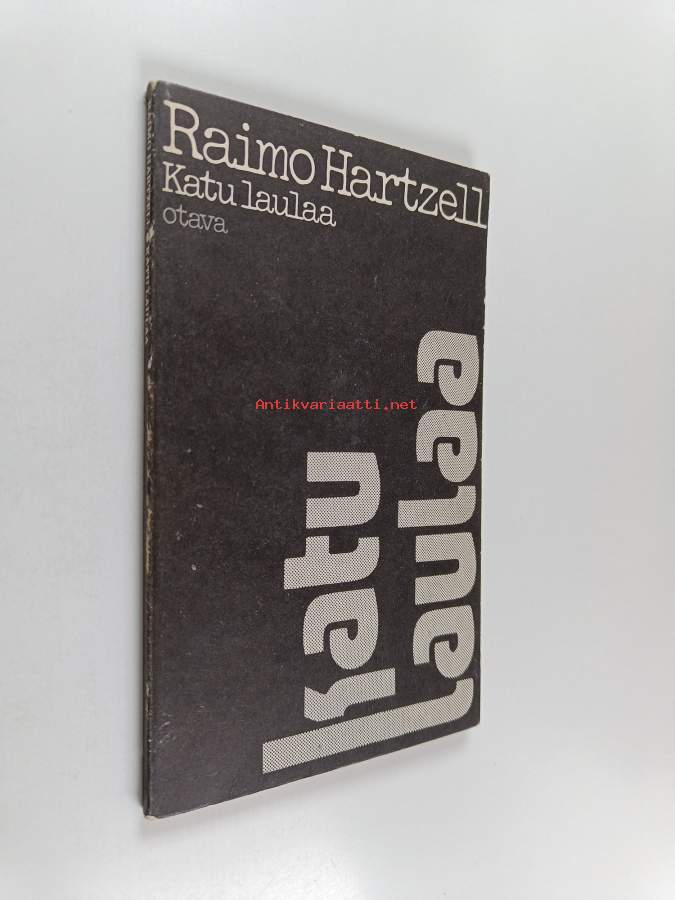 Raimo Hartzell
Katu laulaa
otava
katu
laulaa
Antikvariaatti.net